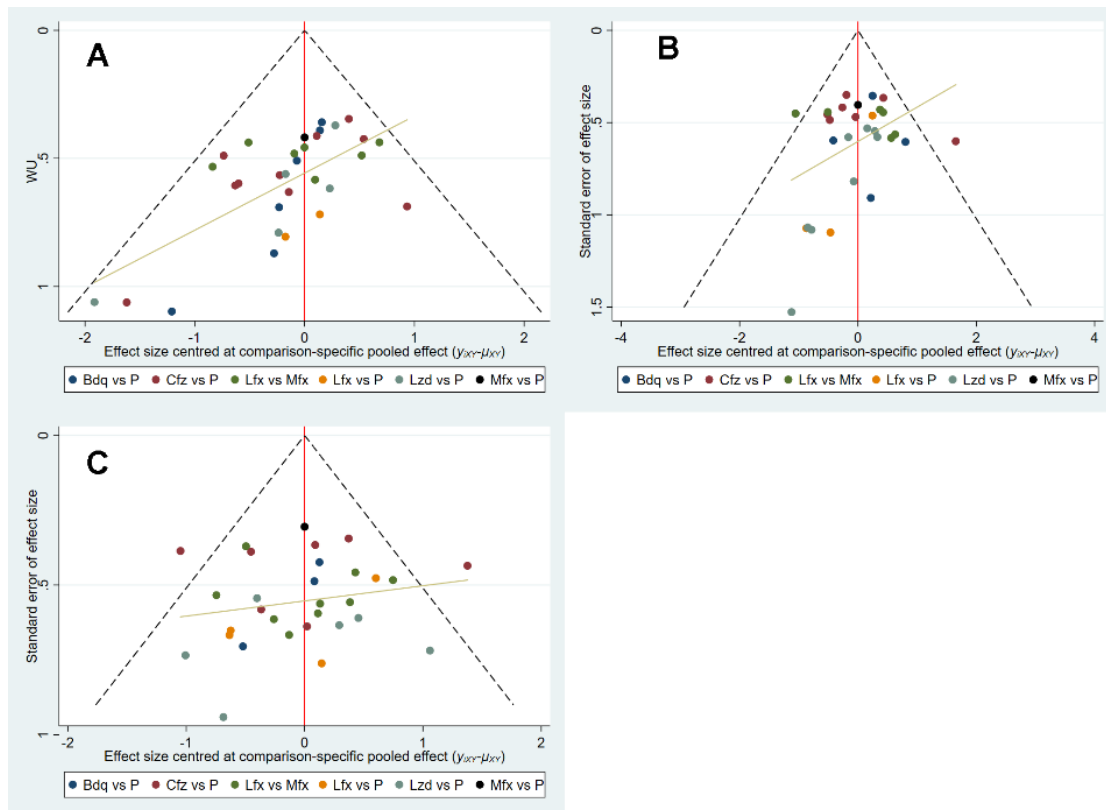 A
WU
0
.5
1
-2
-1
0
1
2
Effect size centred at comparison-specific pooled effect (yiXY-μXY)
Bdq vs P Cfz vs P Lfx vs Mfx Lfx vs P Lzd vs P Mfx vs P
B
Standard error of effect size
0
.5
1
1.5
-4
-2
0
2
4
Effect size centred at comparison-specific pooled effect (yiXY-μXY)
Bdq vs P Cfz vs P Lfx vs Mfx Lfx vs P Lzd vs P Mfx vs P
C
Standard error of effect size
0
.5
1
-2
-1
0
1
2
Effect size centred at comparison-specific pooled effect (yiXY-μXY)
Bdq vs P Cfz vs P Lfx vs Mfx Lfx vs P Lzd vs P Mfx vs P